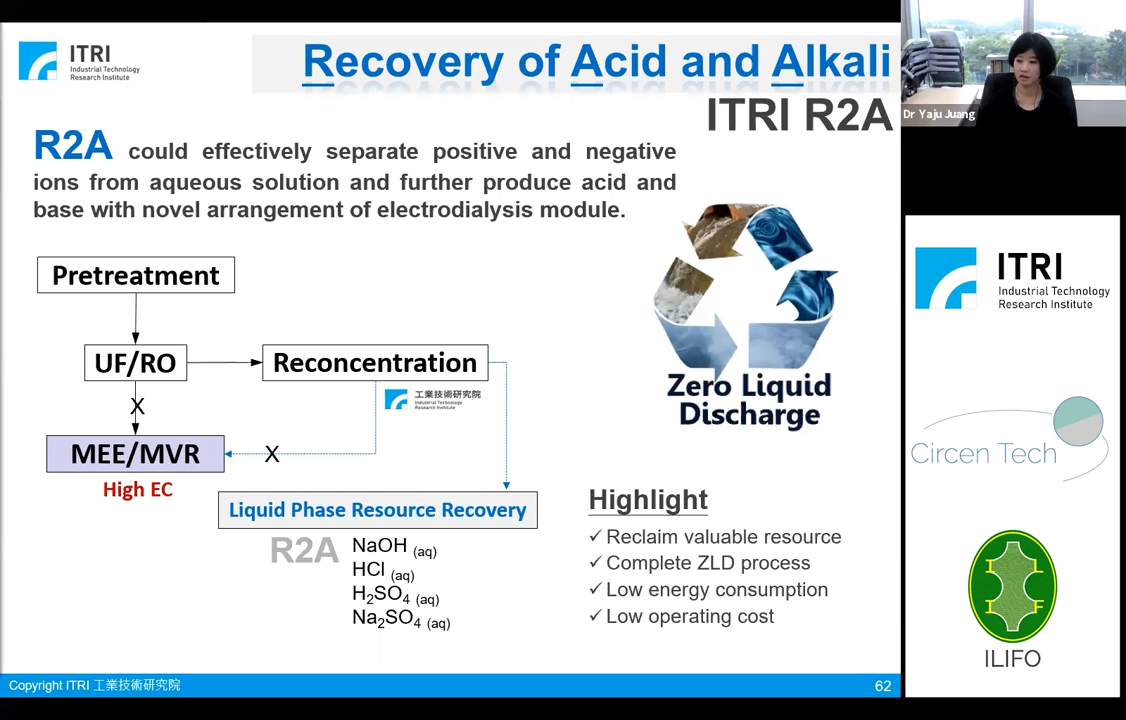 ITRI
Industrial Technology
Research Institute
Recovery of Acid and Alkali
ITRI R2A
R2A could effectively separate positive and negative
ions from aqueous solution and further produce acid and
base with novel arrangement of electrodialysis module.
Pretreatment
UF/RO
Reconcentration
工業技術研究院
Industrial Technology
Research Institute
X
MEE/MVR
X
High EC
Liquid Phase Resource Recovery
R2A
NaOH (aq)
HCl (aq)
H2SO4 (aq)
Na2SO4 (aq)
Zero Liquid
Discharge
Highlight
✓ Reclaim valuable resource
✓ Complete ZLD process
✓ Low energy consumption
✓ Low operating cost
Copyright ITRI 工業技術研究院
62
Dr Yaju Juang
ITRI
Industrial Technology
Research Institute
Circen Tech
I L
I F
ILIFO